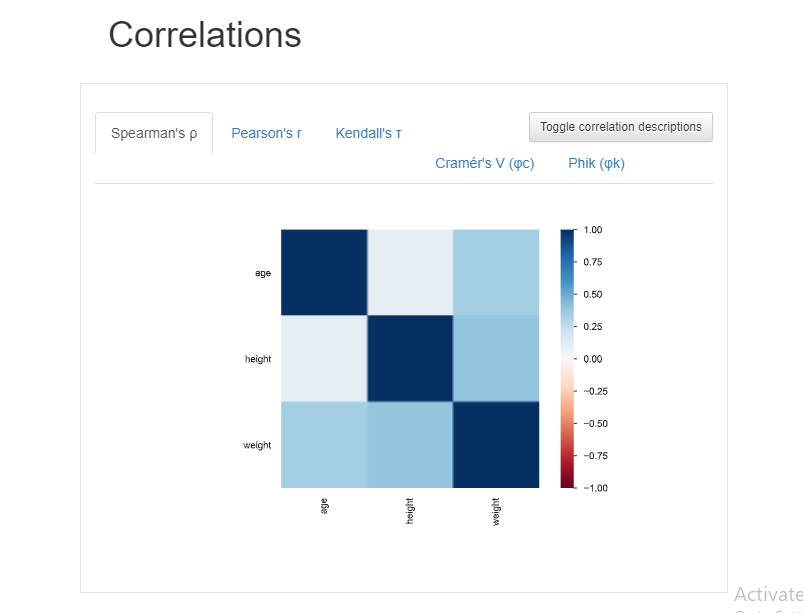 Correlations
Spearman's ρ
Pearson's r
Kendall's τ
Toggle correlation descriptions
Cramér's V (φc)
Phik (φk)
1.00
0.75
0.50
0.25
0.00
−0.25
−0.50
−0.75
−1.00
age
height
weight
age
height
weight
Activate